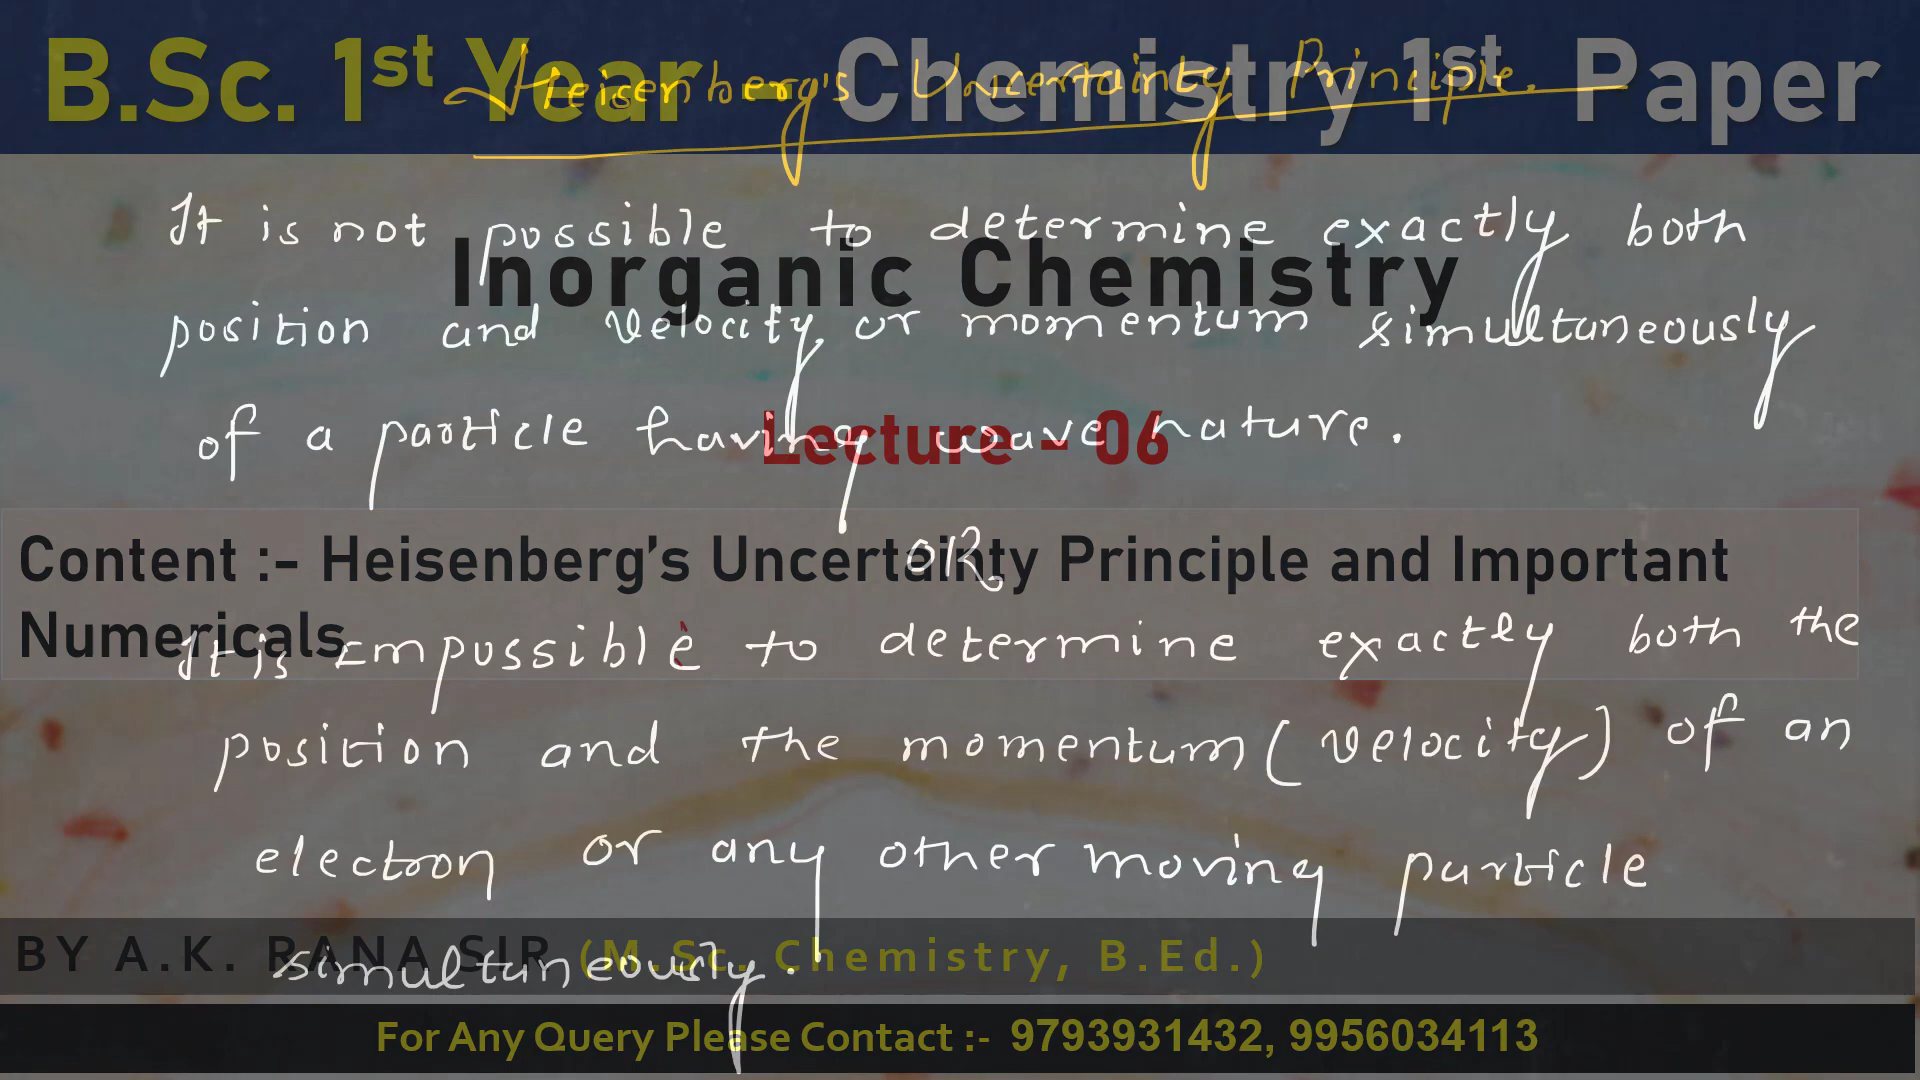 B.Sc. 1st Year - Chemistry 1st Paper
Heisenberg's Uncertainty Principle.
It is not possible to determine exactly both
Inorganic Chemistry
position and velocity or momentum simultaneously
of a particle having wave nature.
Lecture - 06
OR
Content :- Heisenberg's Uncertainty Principle and Important
Numericals
It is Impossible to determine exactly both the
position and the momentum (velocity) of an
electron or any other moving particle
BY A.K. RANA SIR (M.Sc. Chemistry, B.Ed.)
simultaneously.
For Any Query Please Contact :- 9793931432, 9956034113